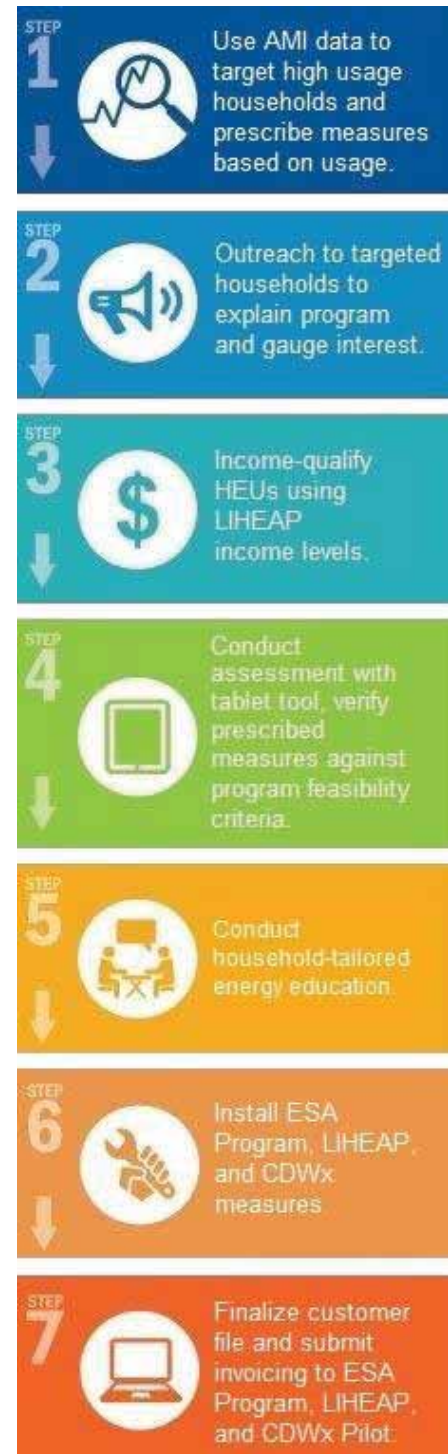 STEP
1
Use AMI data to
target high usage
households and
prescribe measures
based on usage.
STEP
2
Outreach to targeted
households to
explain program
and gauge interest.
STEP
3
Income-qualify
HEUs using
LIHEAP
income levels.
STEP
4
Conduct
assessment with
tablet tool, verify
prescribed
measures against
program feasibility
criteria.
STEP
5
Conduct
household-tailored
energy education.
STEP
6
Install ESA
Program, LIHEAP,
and CDWx
measures
STEP
7
Finalize customer
file and submit
invoicing to ESA
Program, LIHEAP,
and CDWx Pilot.